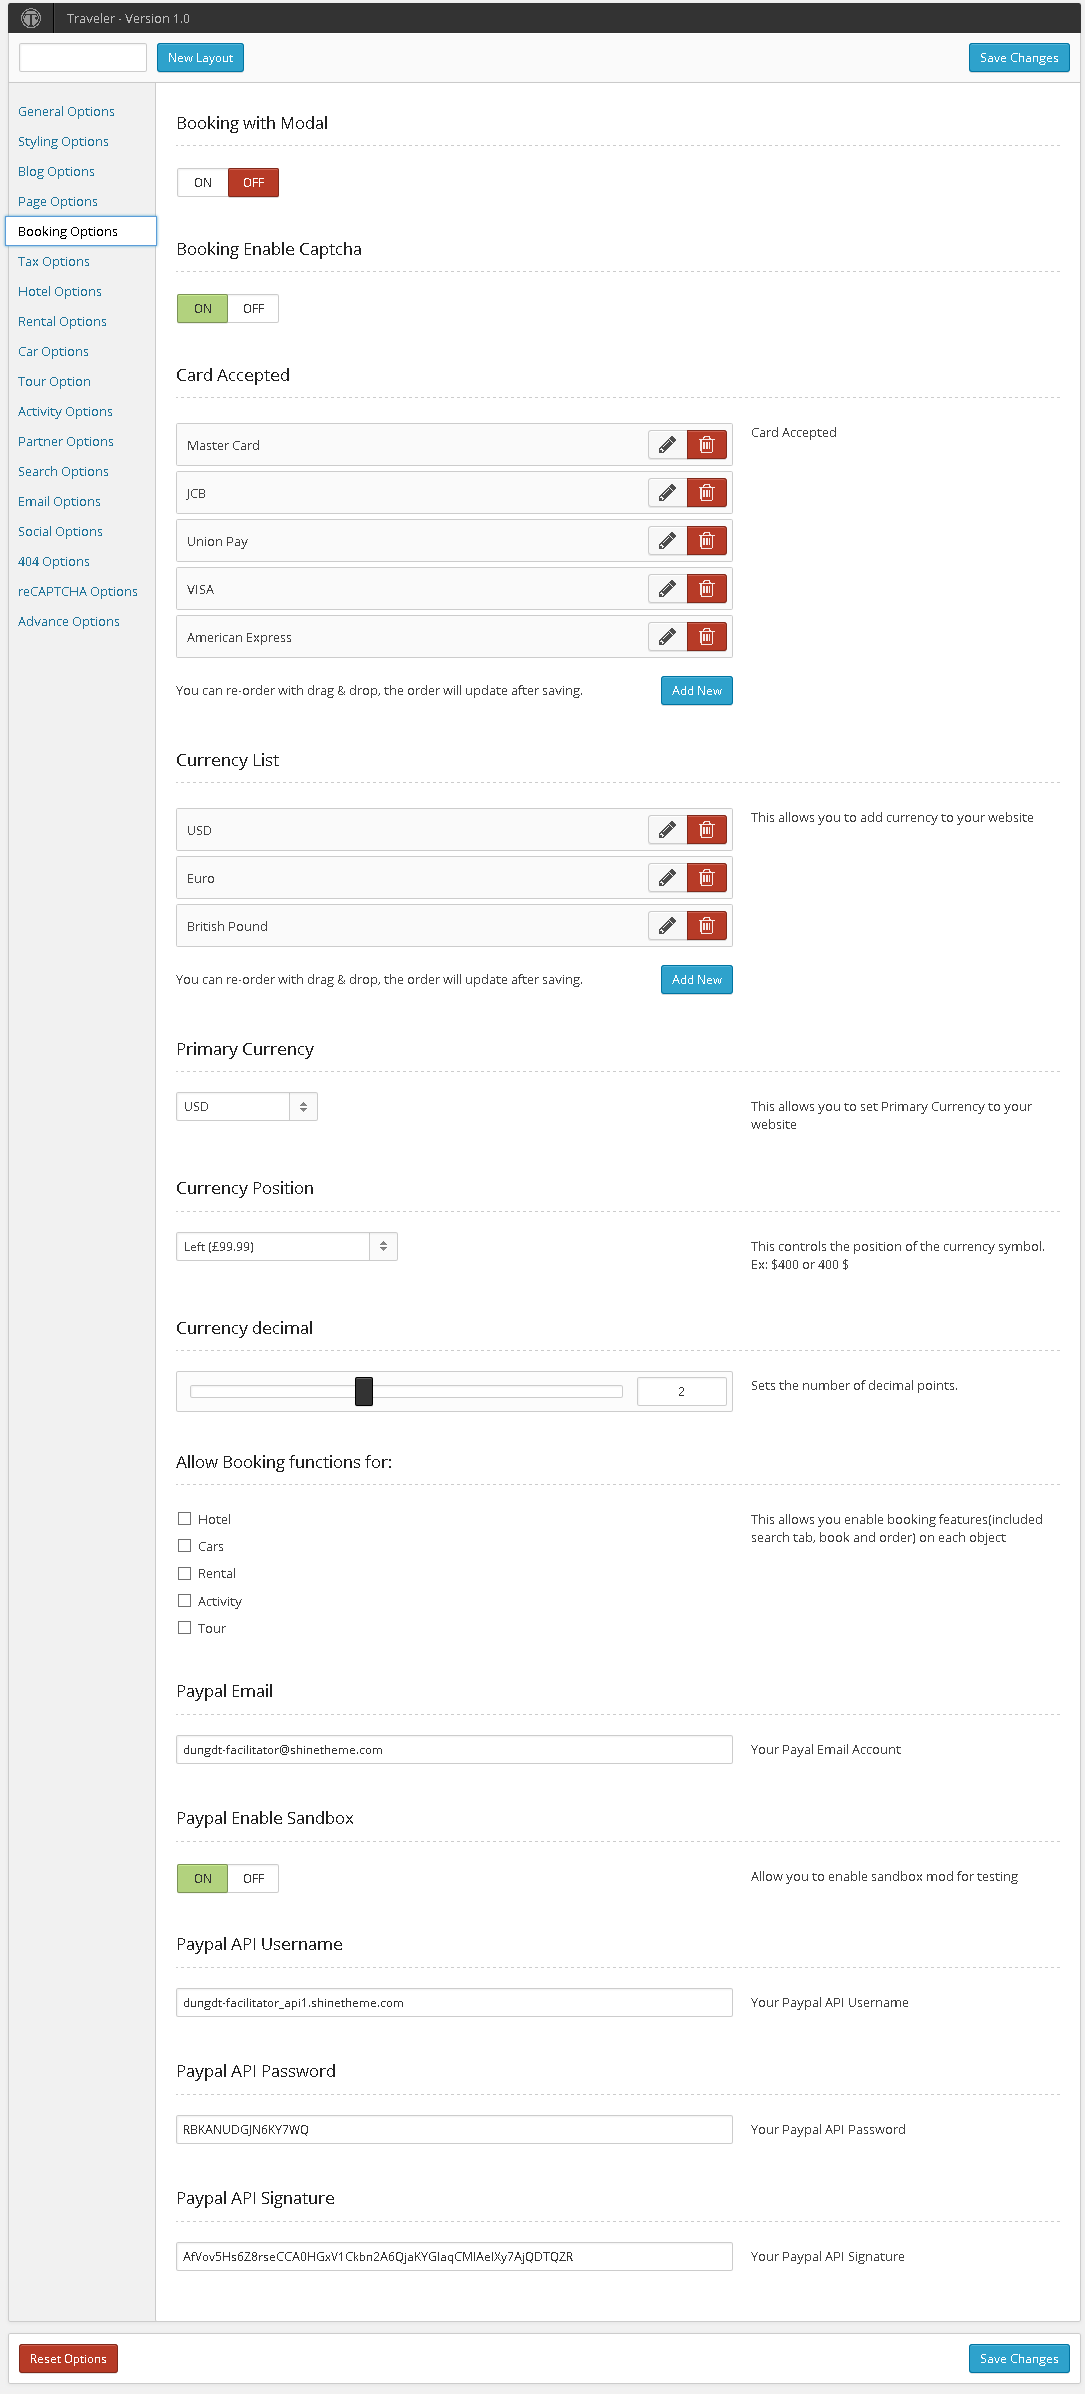 Traveler - Version 1.0
New Layout
Save Changes
General Options
Styling Options
Blog Options
Page Options
Booking Options
Tax Options
Hotel Options
Rental Options
Car Options
Tour Option
Activity Options
Partner Options
Search Options
Email Options
Social Options
404 Options
reCAPTCHA Options
Advance Options
Booking with Modal
ON OFF
Booking Enable Captcha
ON OFF
Card Accepted
Master Card
Card Accepted
JCB
Union Pay
VISA
American Express
You can re-order with drag & drop, the order will update after saving.
Add New
Currency List
USD
This allows you to add currency to your website
Euro
British Pound
You can re-order with drag & drop, the order will update after saving.
Add New
Primary Currency
USD
This allows you to set Primary Currency to your
website
Currency Position
Left (£99.99)
This controls the position of the currency symbol.
Ex: $400 or 400 $
Currency decimal
2
Sets the number of decimal points.
Allow Booking functions for:
Hotel
Cars
Rental
Activity
Tour
This allows you enable booking features(included
search tab, book and order) on each object
Paypal Email
dungdt-facilitator@shinetheme.com
Your Payal Email Account
Paypal Enable Sandbox
ON OFF
Allow you to enable sandbox mod for testing
Paypal API Username
dungdt-facilitator_api1.shinetheme.com
Your Paypal API Username
Paypal API Password
RBKANUDGJN6KY7WQ
Your Paypal API Password
Paypal API Signature
Your Paypal API Signature
Reset Options
Save Changes